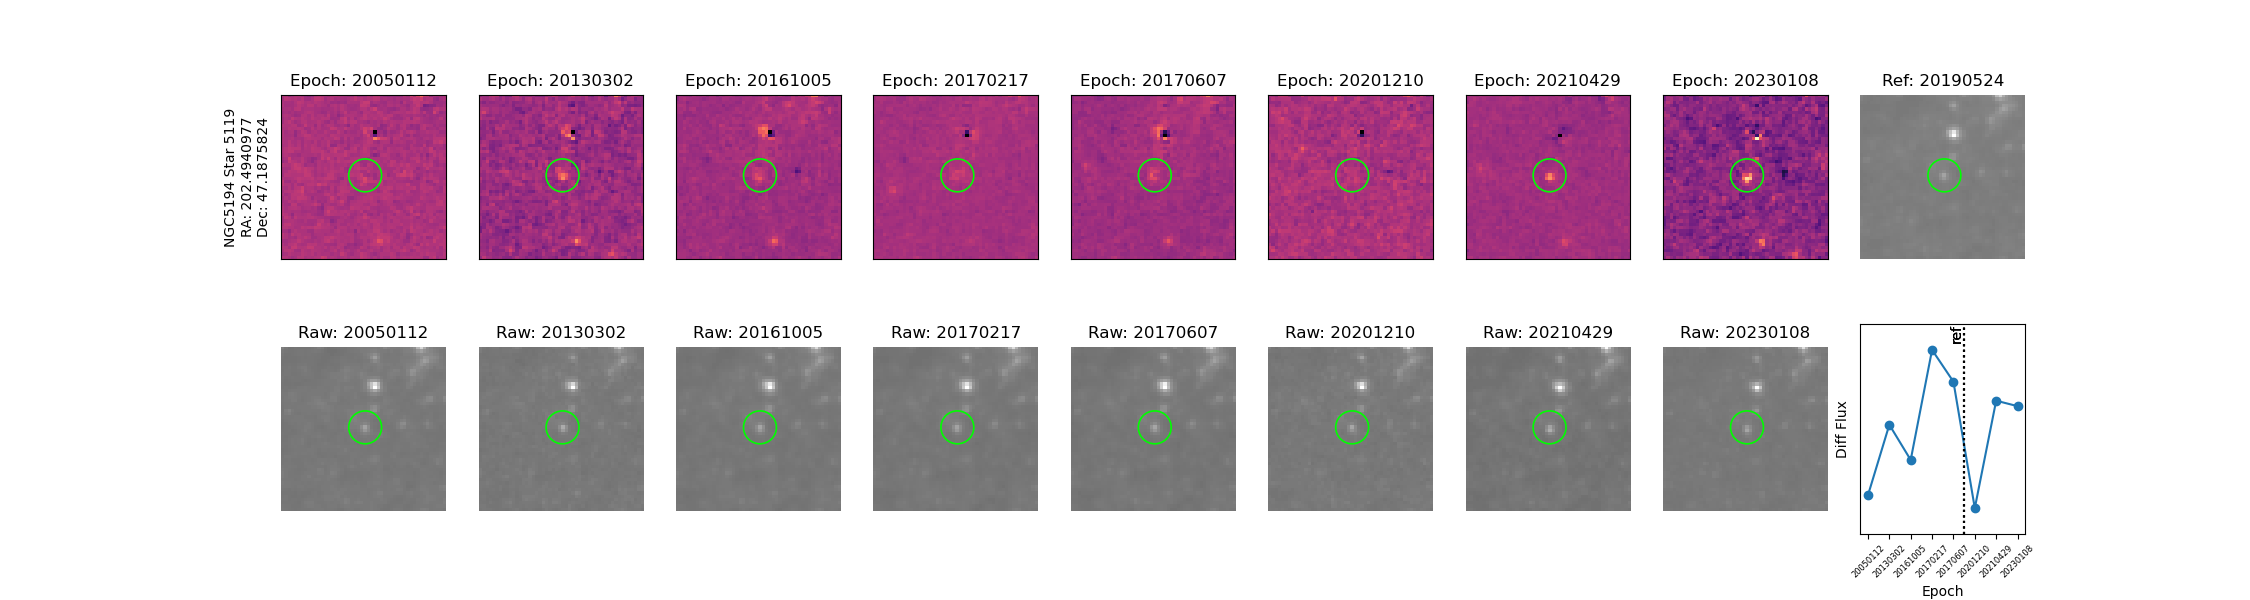 NGC5194 Star 5119
RA: 202.4940977
Dec: 47.1875824
Epoch: 20050112
Epoch: 20130302
Epoch: 20161005
Epoch: 20170217
Epoch: 20170607
Epoch: 20201210
Epoch: 20210429
Epoch: 20230108
Ref: 20190524
Raw: 20050112
Raw: 20130302
Raw: 20161005
Raw: 20170217
Raw: 20170607
Raw: 20201210
Raw: 20210429
Raw: 20230108
ref
Diff Flux
20050112
20130302
20161005
20170217
20170607
20201210
20210429
20230108
Epoch